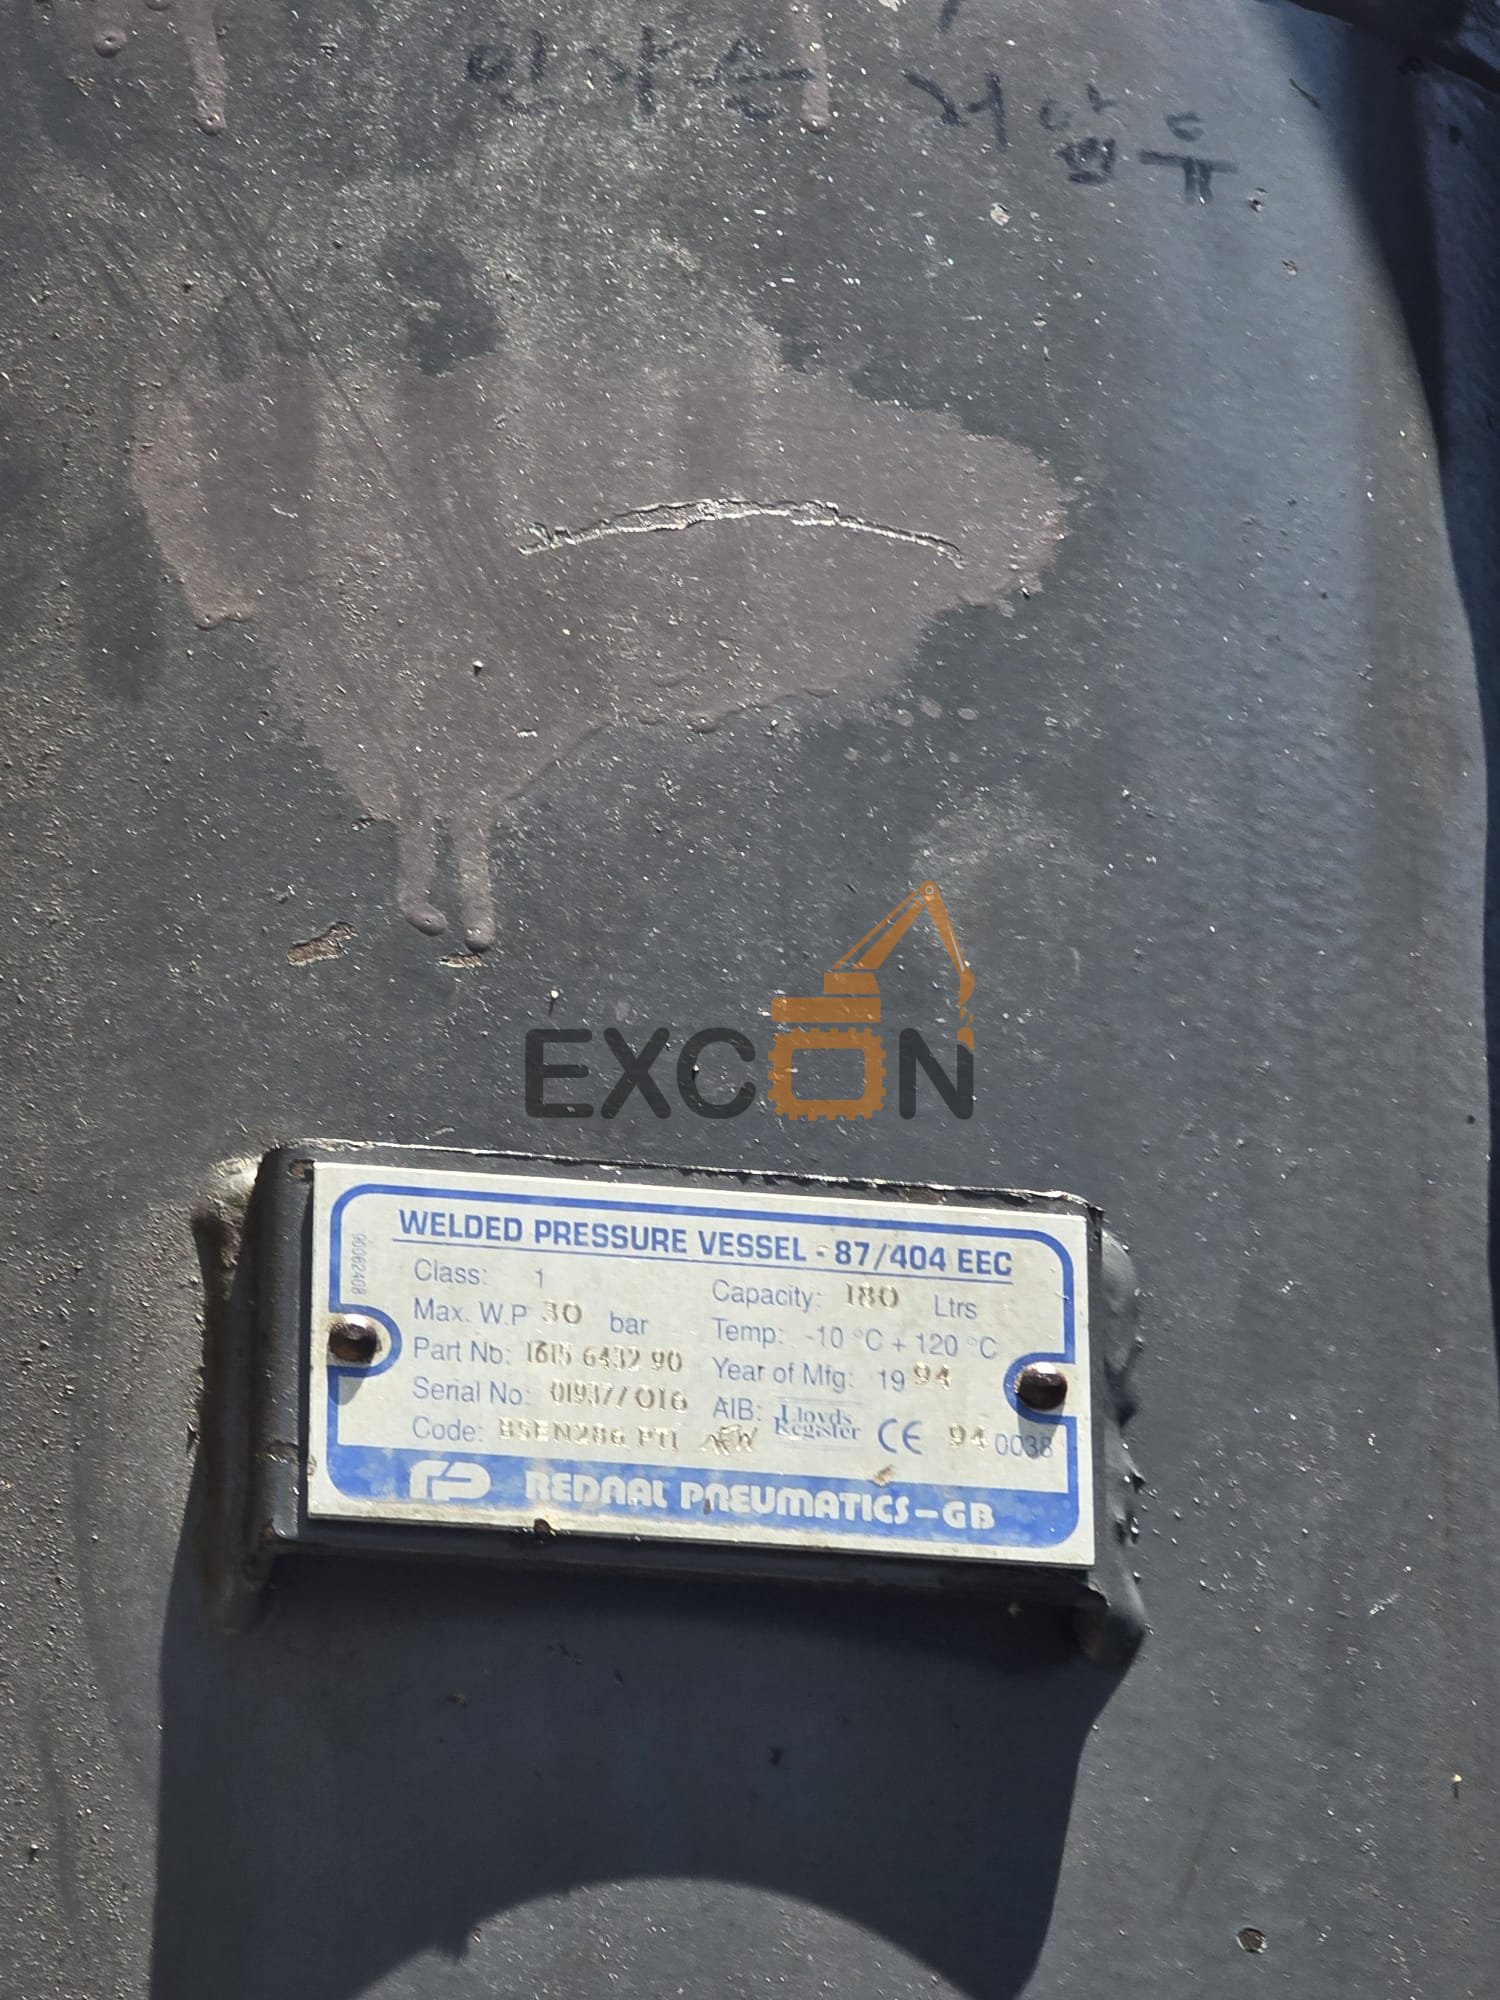 EXCON
WELDED PRESSURE VESSEL - 87/404 EEC
90062408
Class: 1
Capacity: 180 Ltrs
Max. W.P 30 bar
Temp: -10 °C + 120 °C
Part No: 1615 6432 90
Year of Mfg: 19 94
Serial No: 01937/016
AIB: Lloyds Register CE 94 0038
Code: BSEN286 PT1
REDNAL PNEUMATICS-GB